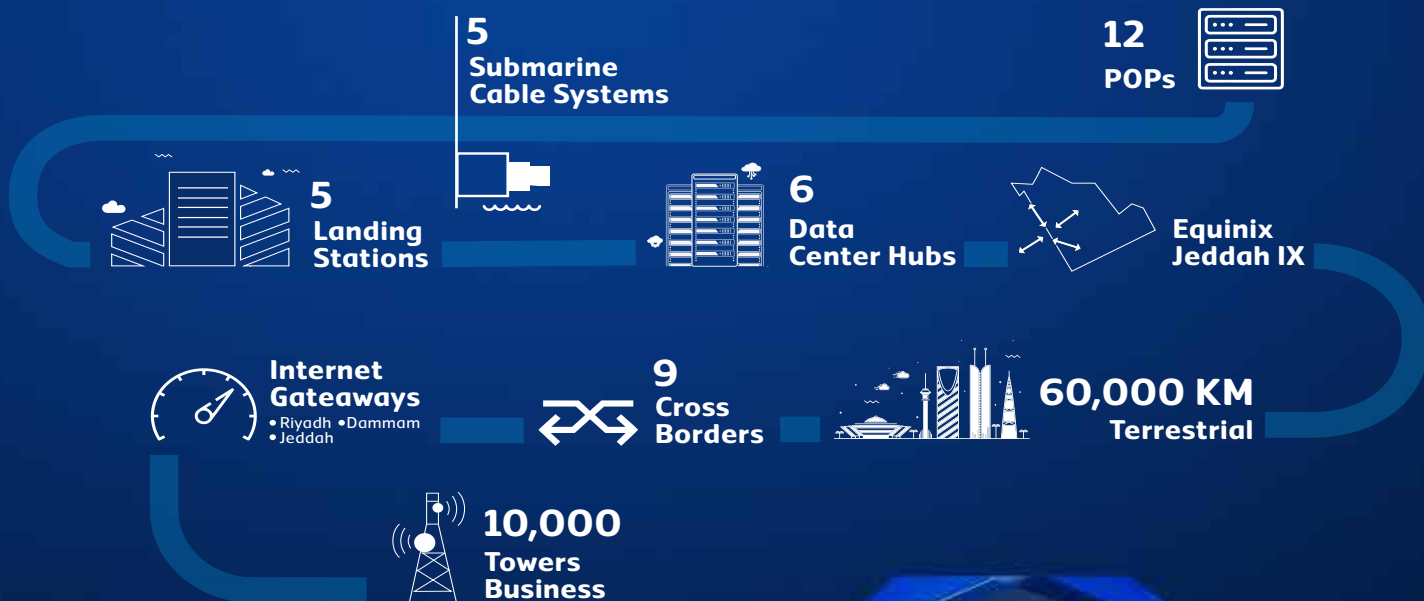 5
Submarine
Cable Systems
12
POPs
5
Landing
Stations
6
Data
Center Hubs
Equinix
Jeddah IX
Internet
Gateaways
•Riyadh •Dammam
•Jeddah
9
Cross
Borders
60,000 KM
Terrestrial
10,000
Towers
Business